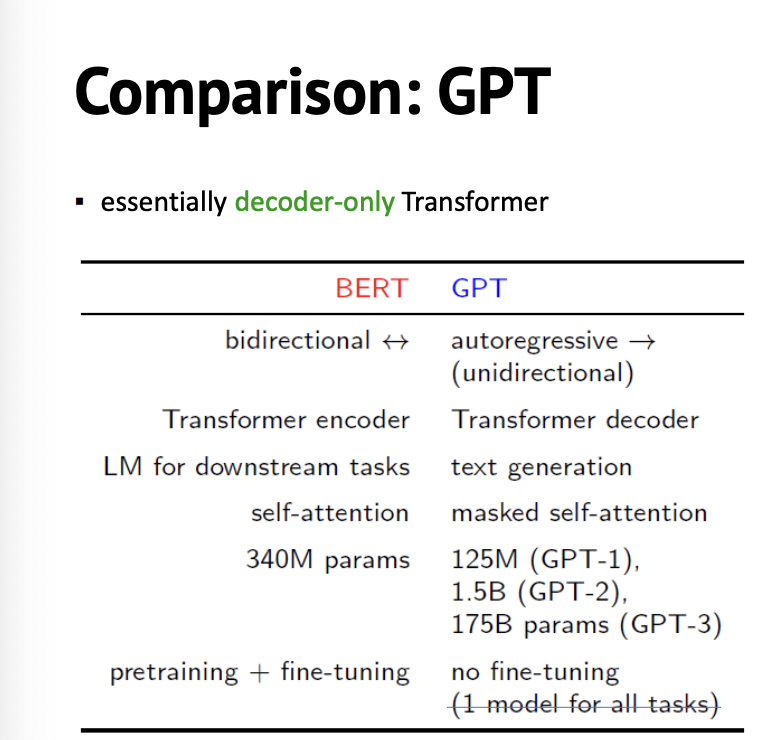 Comparison: GPT
▪ essentially decoder-only Transformer
BERT GPT
bidirectional ↔ autoregressive →
(unidirectional)
Transformer encoder Transformer decoder
LM for downstream tasks text generation
self-attention masked self-attention
340M params 125M (GPT-1),
1.5B (GPT-2),
175B params (GPT-3)
pretraining + fine-tuning no fine-tuning
(1 model for all tasks)